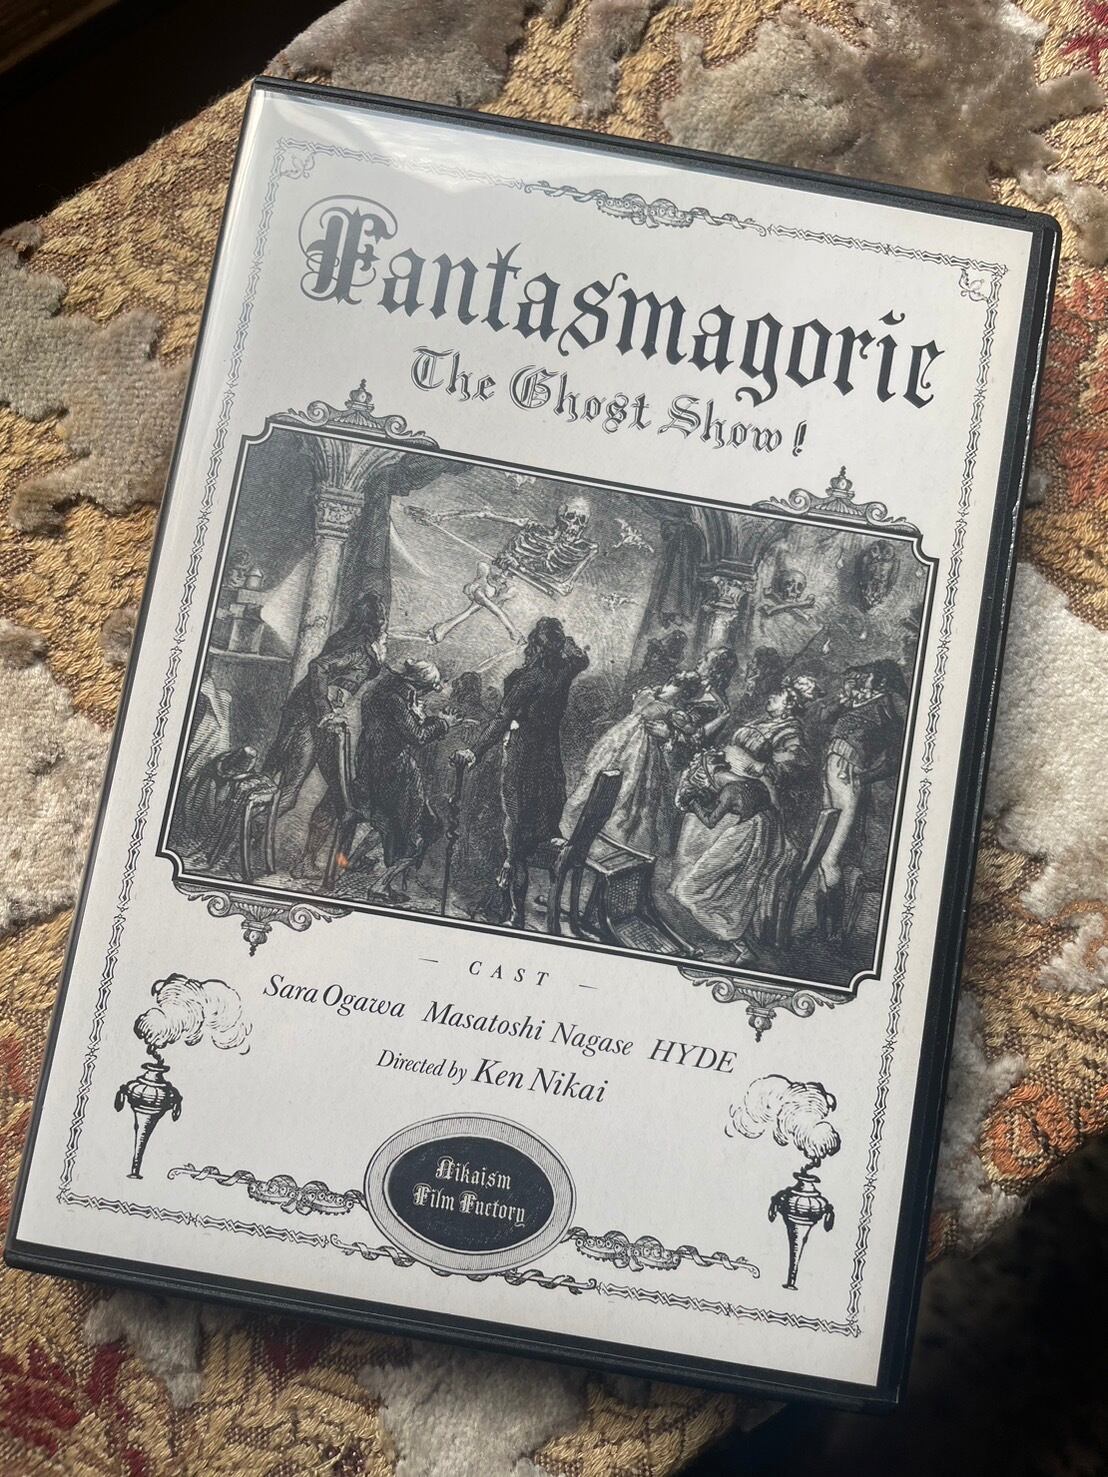 Fantasmagorie
The Ghost Show!
— CAST —
Sara Ogawa Masatoshi Nagase HYDE
Directed by Ken Nikai
Nikaism
Film Factory